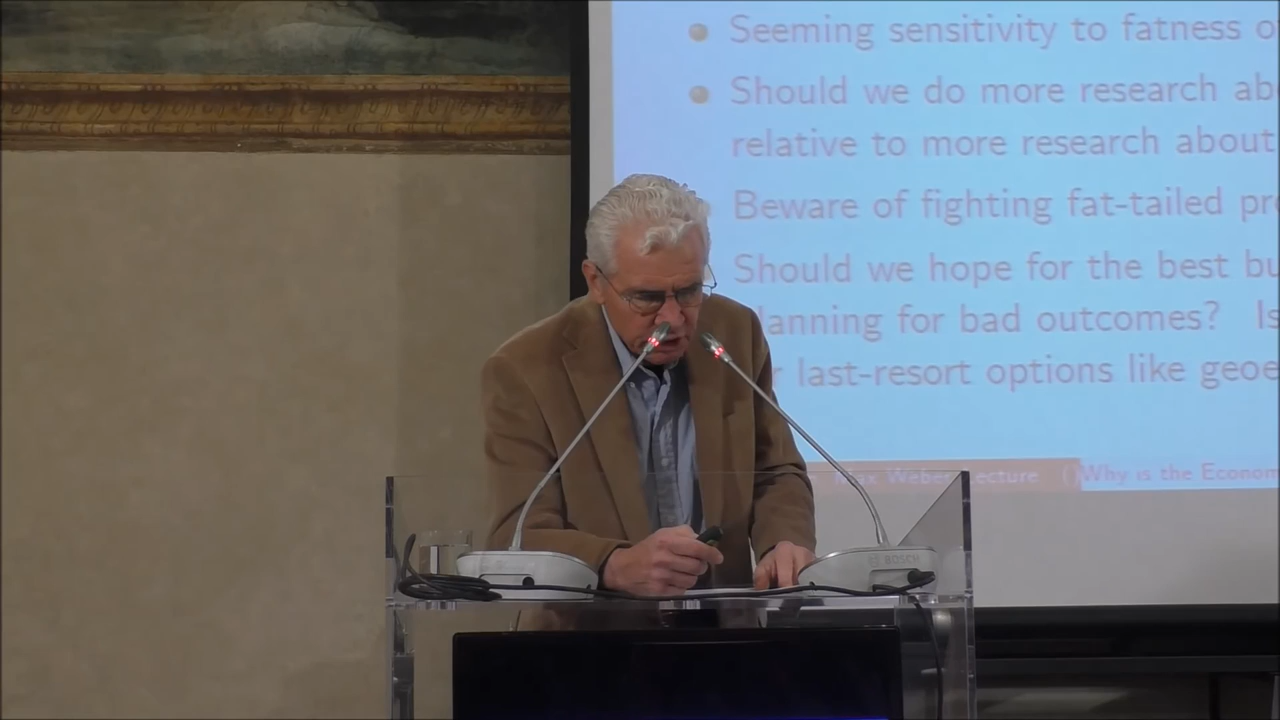 Seeming sensitivity to fatness o
Should we do more research ab
relative to more research about
Beware of fighting fat-tailed pr
Should we hope for the best bu
lanning for bad outcomes? Is
r last-resort options like geoe
Max Weber Lecture () Why is the Econom
BOSCH